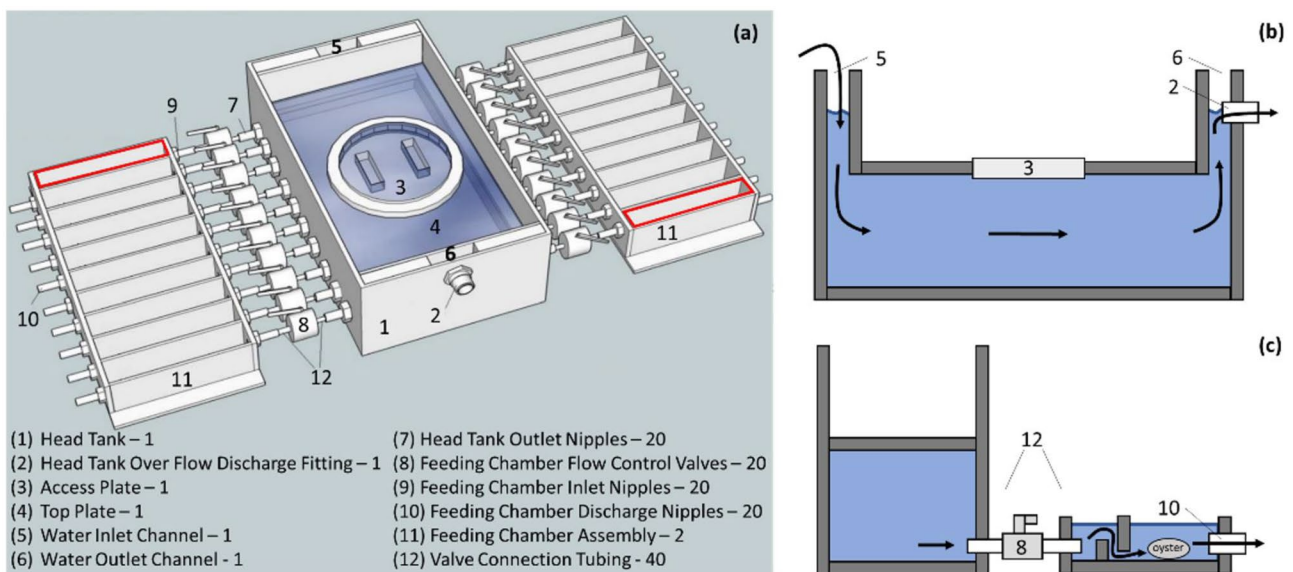 (a)
5
7
9
3
4
11
6
10
2
1
8
12
11
(1) Head Tank – 1
(2) Head Tank Over Flow Discharge Fitting – 1
(3) Access Plate – 1
(4) Top Plate – 1
(5) Water Inlet Channel – 1
(6) Water Outlet Channel - 1
(7) Head Tank Outlet Nipples – 20
(8) Feeding Chamber Flow Control Valves – 20
(9) Feeding Chamber Inlet Nipples – 20
(10) Feeding Chamber Discharge Nipples – 20
(11) Feeding Chamber Assembly – 2
(12) Valve Connection Tubing - 40
(b)
5
6
2
3
(c)
12
10
8
oyster